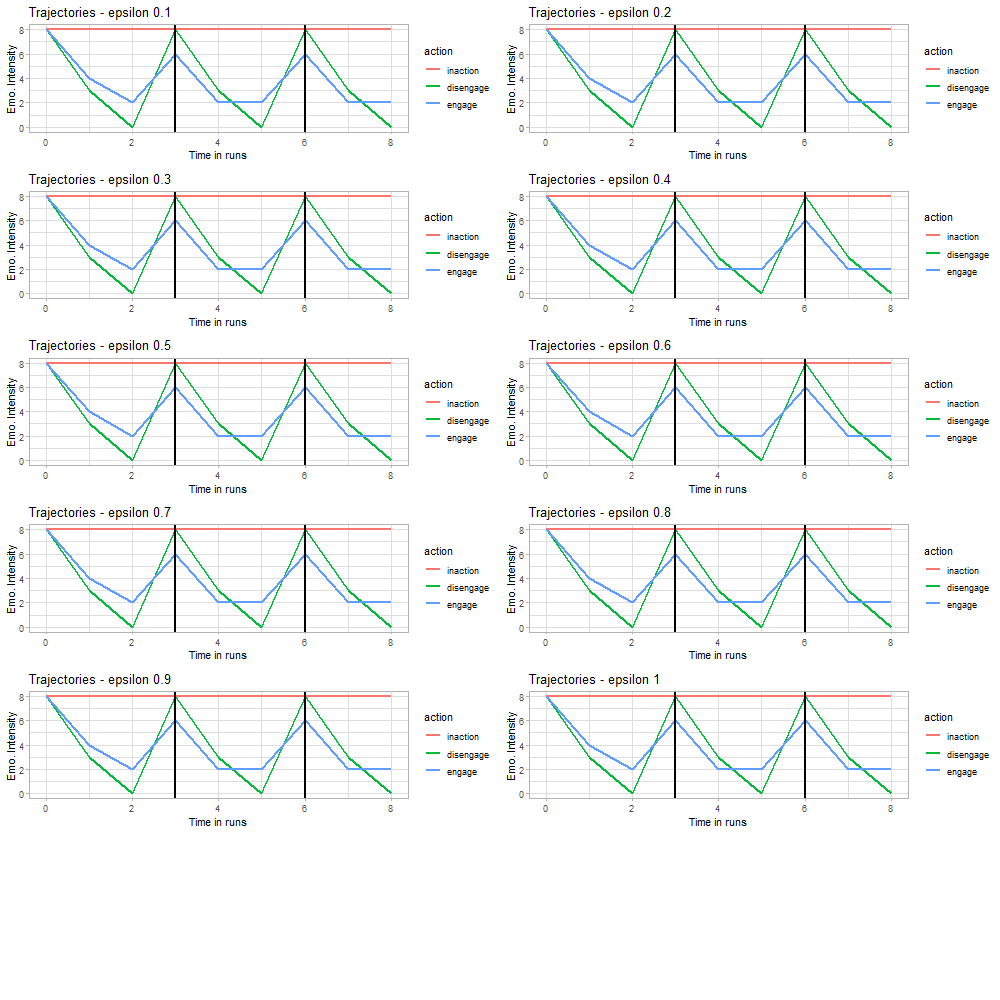 Trajectories - epsilon 0.1
Emo. Intensity
8
6
4
2
0
0 2 4 6 8
Time in runs
action
inaction
disengage
engage
Trajectories - epsilon 0.2
Emo. Intensity
8
6
4
2
0
0 2 4 6 8
Time in runs
action
inaction
disengage
engage
Trajectories - epsilon 0.3
Emo. Intensity
8
6
4
2
0
0 2 4 6 8
Time in runs
action
inaction
disengage
engage
Trajectories - epsilon 0.4
Emo. Intensity
8
6
4
2
0
0 2 4 6 8
Time in runs
action
inaction
disengage
engage
Trajectories - epsilon 0.5
Emo. Intensity
8
6
4
2
0
0 2 4 6 8
Time in runs
action
inaction
disengage
engage
Trajectories - epsilon 0.6
Emo. Intensity
8
6
4
2
0
0 2 4 6 8
Time in runs
action
inaction
disengage
engage
Trajectories - epsilon 0.7
Emo. Intensity
8
6
4
2
0
0 2 4 6 8
Time in runs
action
inaction
disengage
engage
Trajectories - epsilon 0.8
Emo. Intensity
8
6
4
2
0
0 2 4 6 8
Time in runs
action
inaction
disengage
engage
Trajectories - epsilon 0.9
Emo. Intensity
8
6
4
2
0
0 2 4 6 8
Time in runs
action
inaction
disengage
engage
Trajectories - epsilon 1
Emo. Intensity
8
6
4
2
0
0 2 4 6 8
Time in runs
action
inaction
disengage
engage